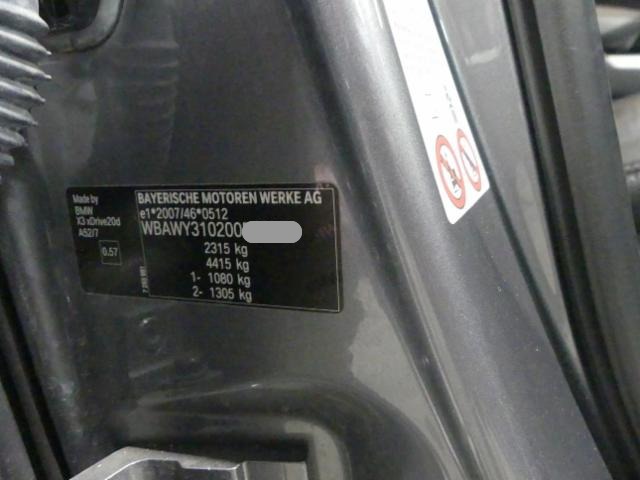 Made by
BMW
X3 xDrive20d
A52/7
0.57
BAYERISCHE MOTOREN WERKE AG
e1*2007/46*0512
WBAWY310200
2315 kg
4415 kg
1- 1080 kg
2- 1305 kg